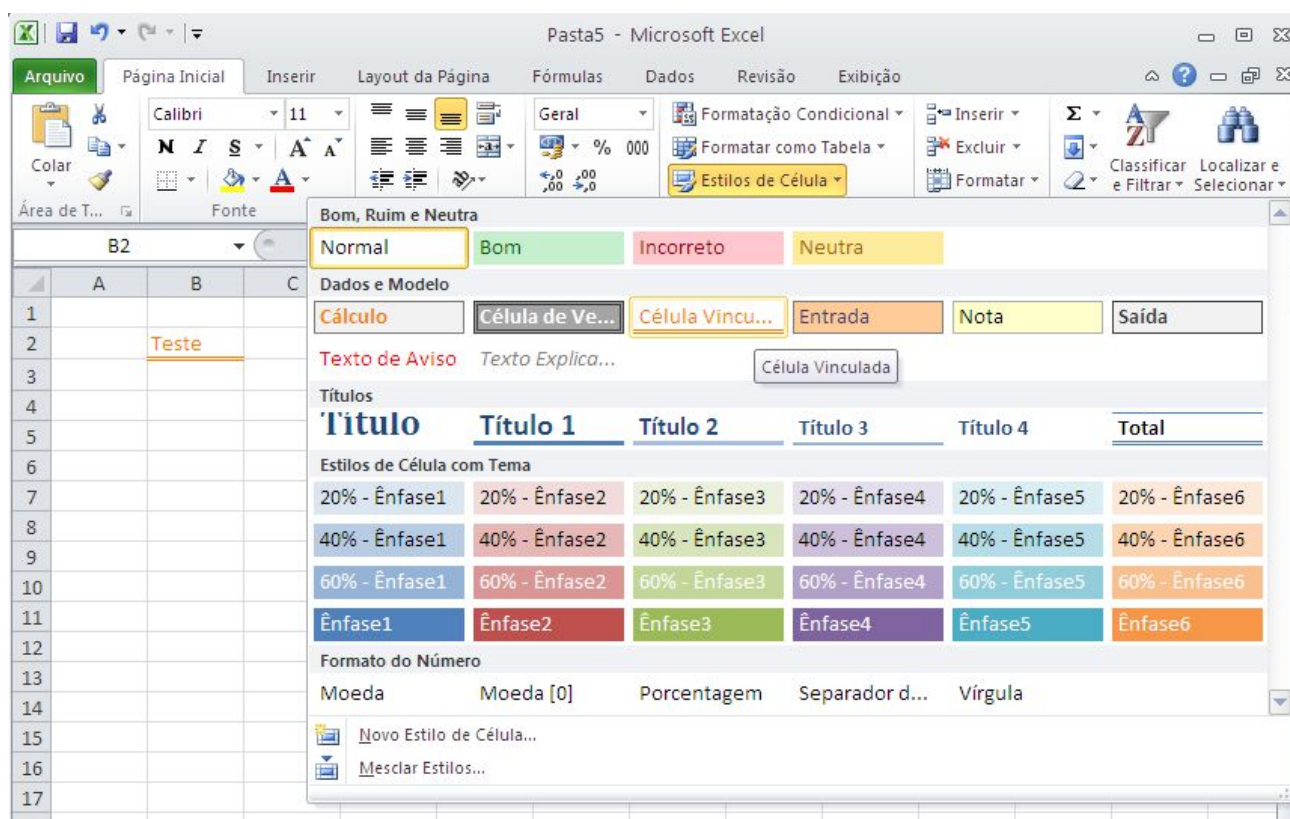 Pasta5 - Microsoft Excel
Arquivo Página Inicial Inserir Layout da Página Fórmulas Dados Revisão Exibição
Calibri 11 Geral Formatação Condicional Inserir Σ
N I S A A % 000 Formatar como Tabela Excluir
Colar Estilos de Célula Formatar Classificar e Filtrar Localizar e Selecionar
Área de T... Fonte
B2
Bom, Ruim e Neutra
Normal Bom Incorreto Neutra
A B C
Dados e Modelo
1
Cálculo Célula de Ve... Célula Vincu... Entrada Nota Saída
2 Teste
Texto de Aviso Texto Explica...
Célula Vinculada
3
Títulos
4
Título Título 1 Título 2 Título 3 Título 4 Total
5
6
Estilos de Célula com Tema
7
20% - Ênfase1 20% - Ênfase2 20% - Ênfase3 20% - Ênfase4 20% - Ênfase5 20% - Ênfase6
8
40% - Ênfase1 40% - Ênfase2 40% - Ênfase3 40% - Ênfase4 40% - Ênfase5 40% - Ênfase6
9
10
60% - Ênfase1 60% - Ênfase2 60% - Ênfase3 60% - Ênfase4 60% - Ênfase5 60% - Ênfase6
11
Ênfase1 Ênfase2 Ênfase3 Ênfase4 Ênfase5 Ênfase6
12
Formato do Número
13
Moeda Moeda [0] Porcentagem Separador d... Vírgula
14
15
Novo Estilo de Célula...
16
Mesclar Estilos...
17